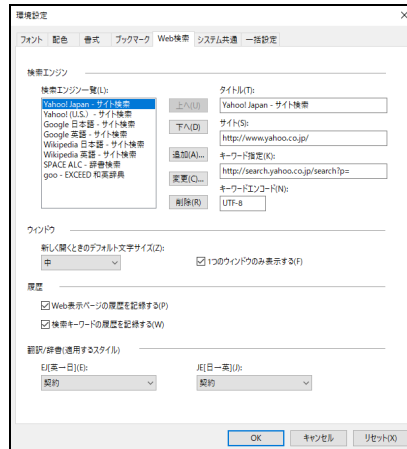 環境設定
フォント 配色 書式 ブックマーク Web検索 システム共通 一括設定
検索エンジン
検索エンジン一覧(L):
Yahoo! Japan - サイト検索
Yahoo! (U.S.) - サイト検索
Google 日本語 - サイト検索
Google 英語 - サイト検索
Wikipedia 日本語 - サイト検索
Wikipedia 英語 - サイト検索
SPACE ALC - 辞書検索
goo - EXCEED 和英辞典
上へ(U)
下へ(D)
追加(A)...
変更(C)...
削除(R)
タイトル(T):
Yahoo! Japan - サイト検索
サイト(S):
http://www.yahoo.co.jp/
キーワード指定(K):
http://search.yahoo.co.jp/search?p=
キーワードエンコード(N):
UTF-8
ウィンドウ
新しく開くときのデフォルト文字サイズ(Z):
中
1つのウィンドウのみ表示する(F)
履歴
Web表示ページの履歴を記録する(P)
検索キーワードの履歴を記録する(W)
翻訳/辞書(適用するスタイル)
EJ[英ー日](E):
契約
JE[日ー英](J):
契約
OK キャンセル リセット(X)